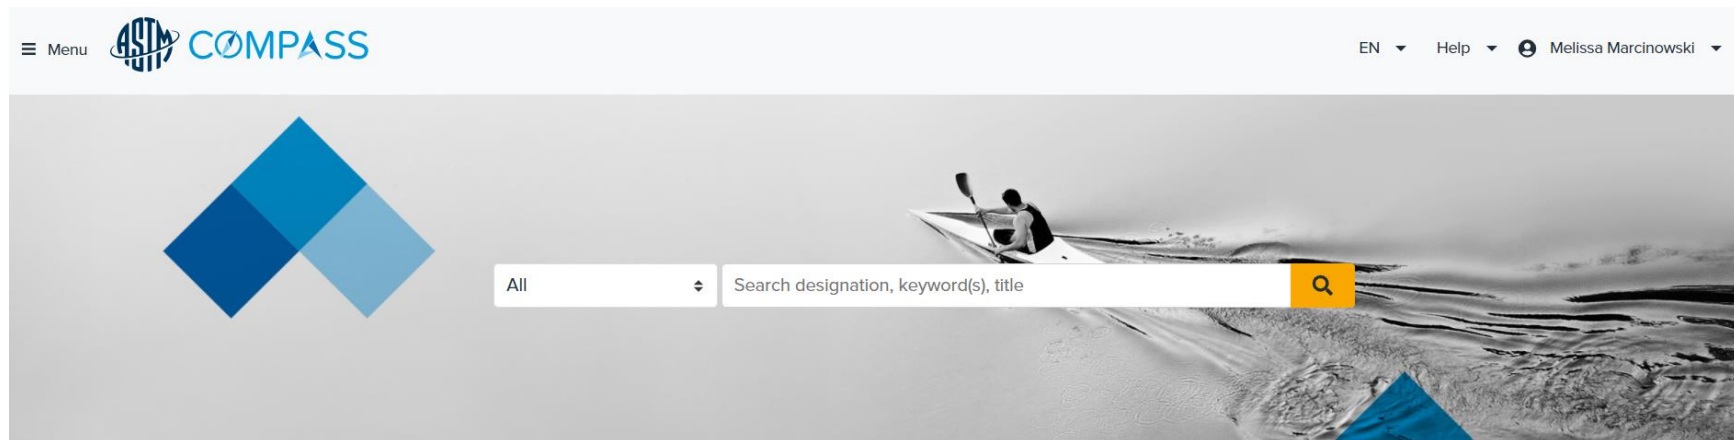 Menu
ASTM COMPASS
EN
Help
Melissa Marcinowski
All
Search designation, keyword(s), title